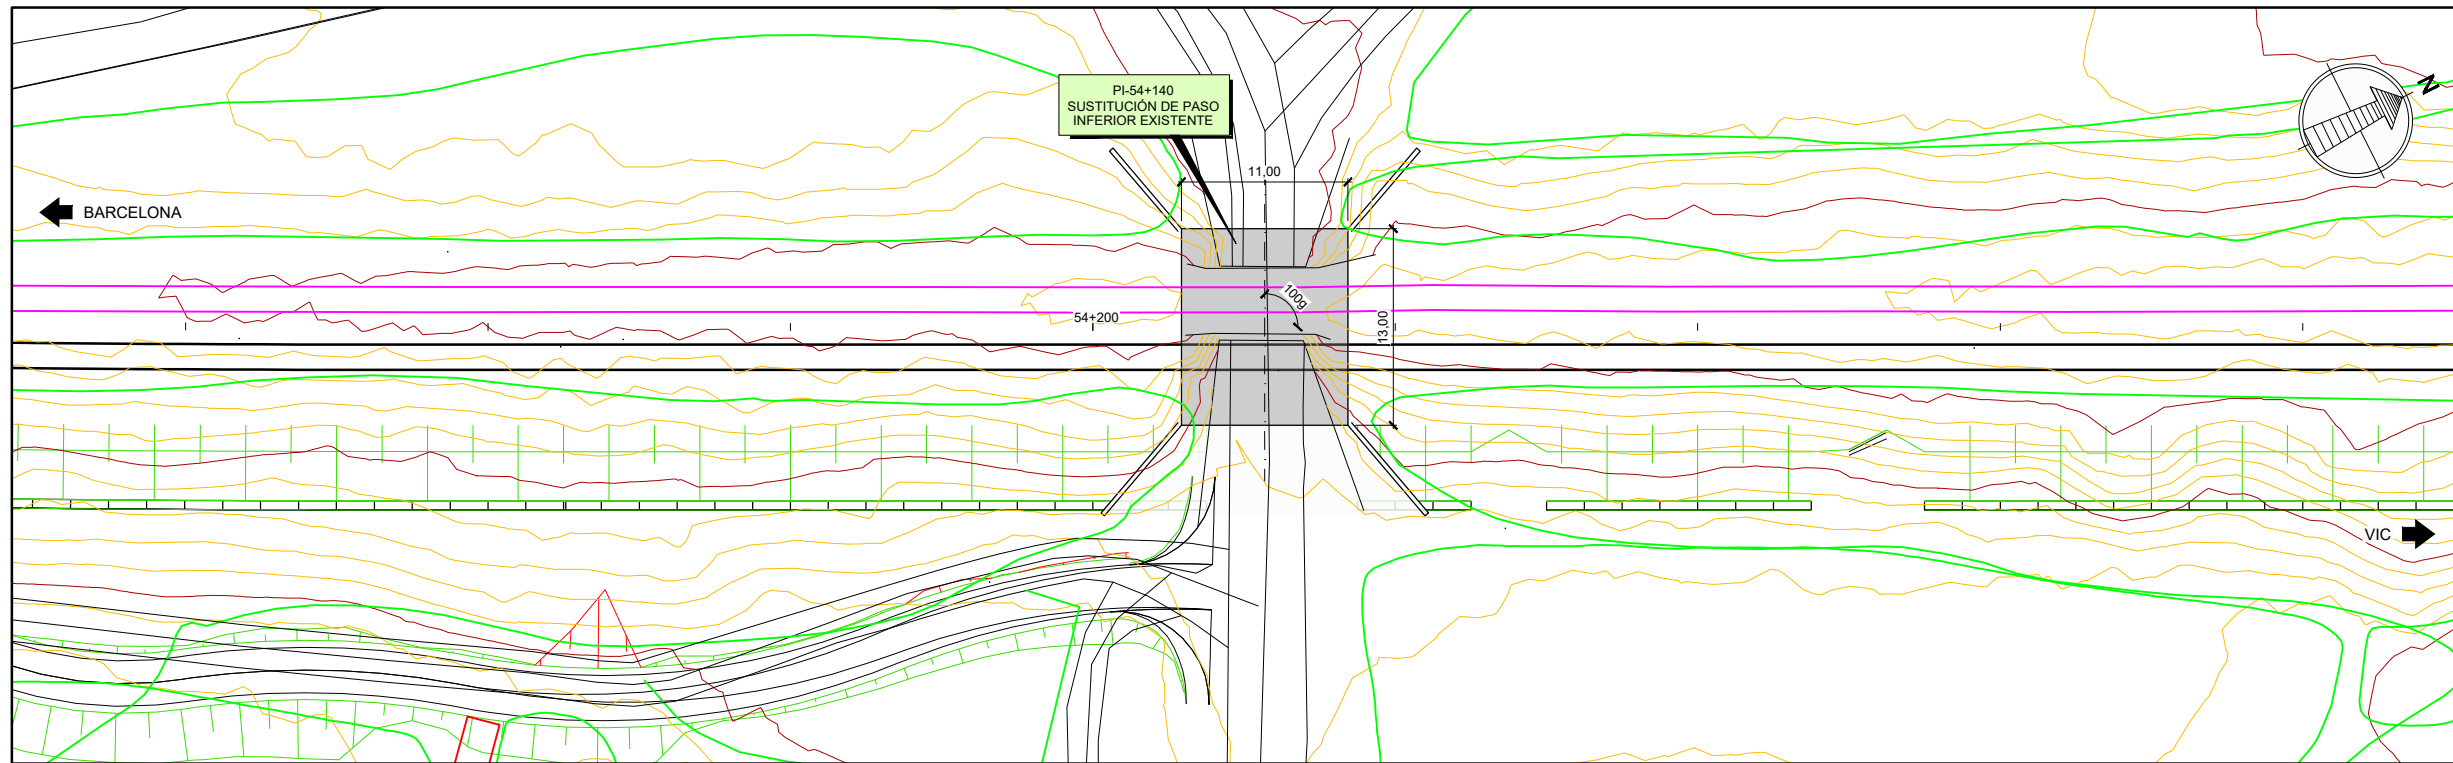 PI-54+140
SUSTITUCIÓN DE PASO
INFERIOR EXISTENTE
N
11,00
BARCELONA
100g
54+200
13,00
VIC